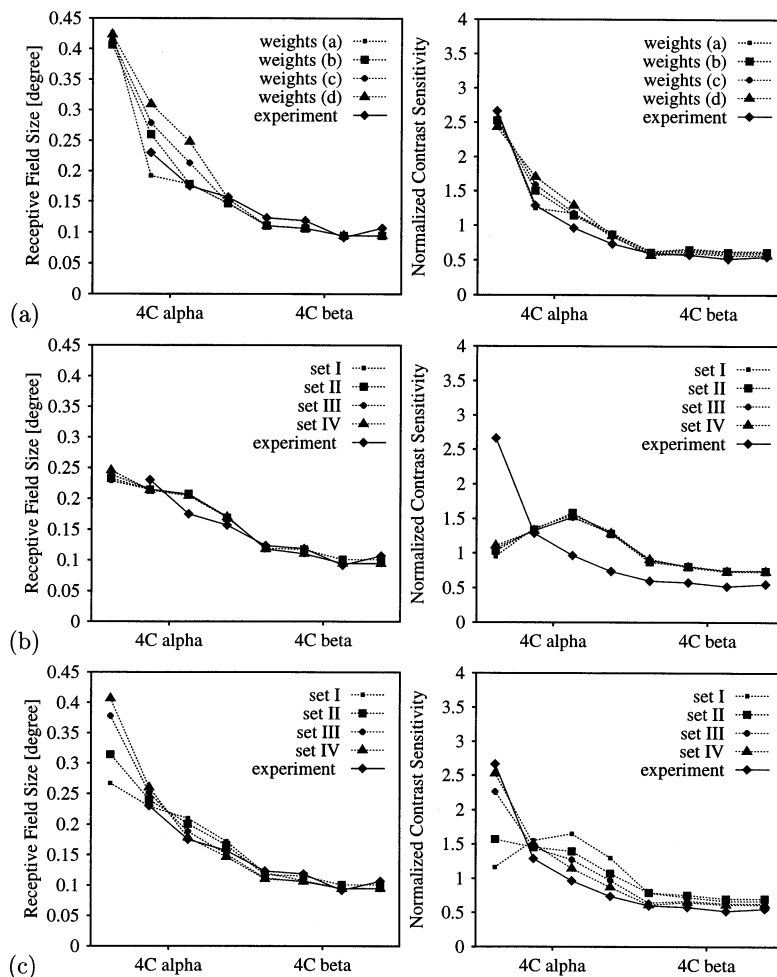 0.45
0.4
0.35
0.3
0.25
0.2
0.15
0.1
0.05
0
Receptive Field Size [degree]
weights (a)
weights (b)
weights (c)
weights (d)
experiment
4C alpha
4C beta
4
3.5
3
2.5
2
1.5
1
0.5
0
Normalized Contrast Sensitivity
weights (a)
weights (b)
weights (c)
weights (d)
experiment
4C alpha
4C beta
(a)
0.45
0.4
0.35
0.3
0.25
0.2
0.15
0.1
0.05
0
Receptive Field Size [degree]
set I
set II
set III
set IV
experiment
4C alpha
4C beta
4
3.5
3
2.5
2
1.5
1
0.5
0
Normalized Contrast Sensitivity
set I
set II
set III
set IV
experiment
4C alpha
4C beta
(b)
0.45
0.4
0.35
0.3
0.25
0.2
0.15
0.1
0.05
0
Receptive Field Size [degree]
set I
set II
set III
set IV
experiment
4C alpha
4C beta
4
3.5
3
2.5
2
1.5
1
0.5
0
Normalized Contrast Sensitivity
set I
set II
set III
set IV
experiment
4C alpha
4C beta
(c)